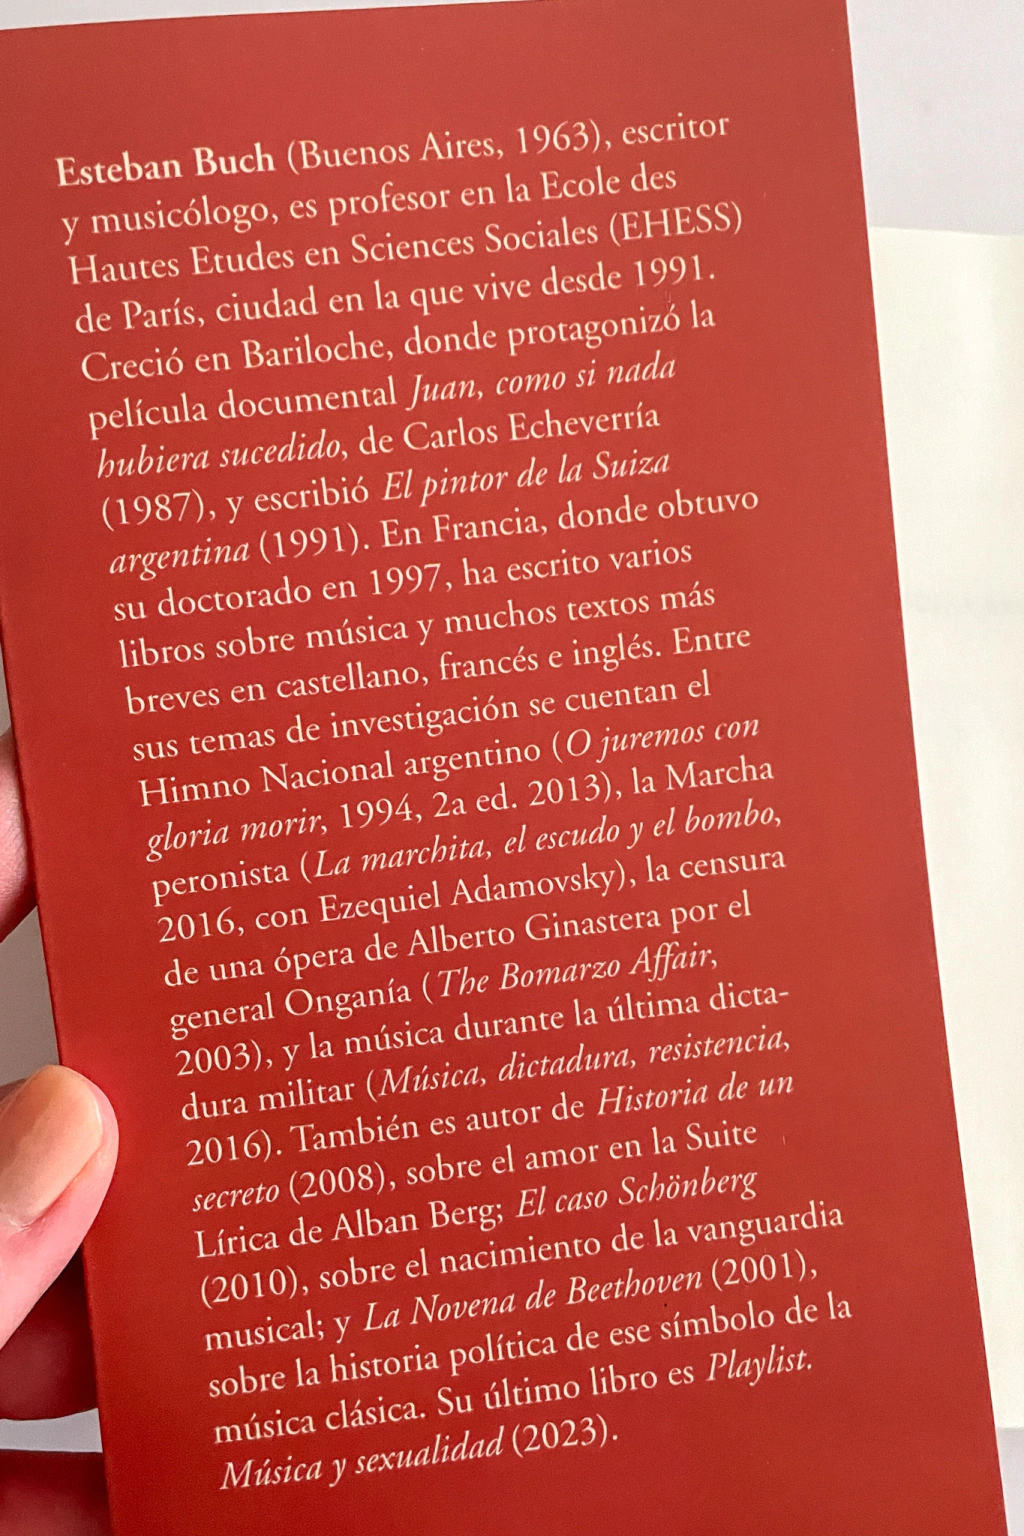 Esteban Buch (Buenos Aires, 1963), escritor
y musicólogo, es profesor en la Ecole des
Hautes Etudes en Sciences Sociales (EHESS)
de París, ciudad en la que vive desde 1991.
Creció en Bariloche, donde protagonizó la
película documental Juan, como si nada
hubiera sucedido, de Carlos Echeverría
(1987), y escribió El pintor de la Suiza
argentina (1991). En Francia, donde obtuvo
su doctorado en 1997, ha escrito varios
libros sobre música y muchos textos más
breves en castellano, francés e inglés. Entre
sus temas de investigación se cuentan el
Himno Nacional argentino (O juremos con
gloria morir, 1994, 2a ed. 2013), la Marcha
peronista (La marchita, el escudo y el bombo,
2016, con Ezequiel Adamovsky), la censura
de una ópera de Alberto Ginastera por el
general Onganía (The Bomarzo Affair,
2003), y la música durante la última dicta-
dura militar (Música, dictadura, resistencia,
2016). También es autor de Historia de un
secreto (2008), sobre el amor en la Suite
Lírica de Alban Berg; El caso Schönberg
(2010), sobre el nacimiento de la vanguardia
musical; y La Novena de Beethoven (2001),
sobre la historia política de ese símbolo de la
música clásica. Su último libro es Playlist.
Música y sexualidad (2023).